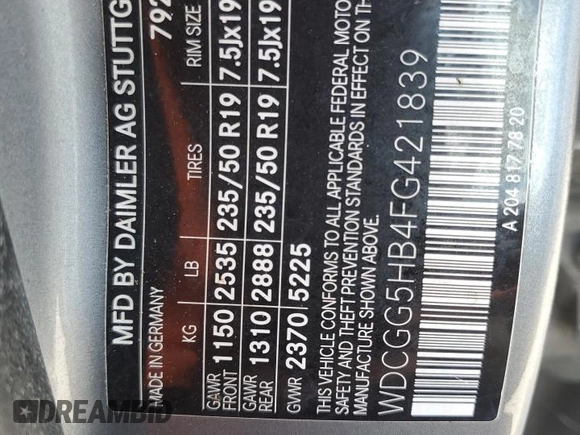 MFD BY DAIMLER AG STUTTG
MADE IN GERMANY 792
KG LB TIRES RIM SIZE
GAWR FRONT 1150 2535 235/50 R19 7.5Jx19
GAWR REAR 1310 2888 235/50 R19 7.5Jx19
GVWR 2370 5225
THIS VEHICLE CONFORMS TO ALL APPLICABLE FEDERAL MOTO
SAFETY AND THEFT PREVENTION STANDARDS IN EFFECT ON THE
MANUFACTURE SHOWN ABOVE.
WDCGG5HB4FG421839
A 204 817 78 20
DREAMBID